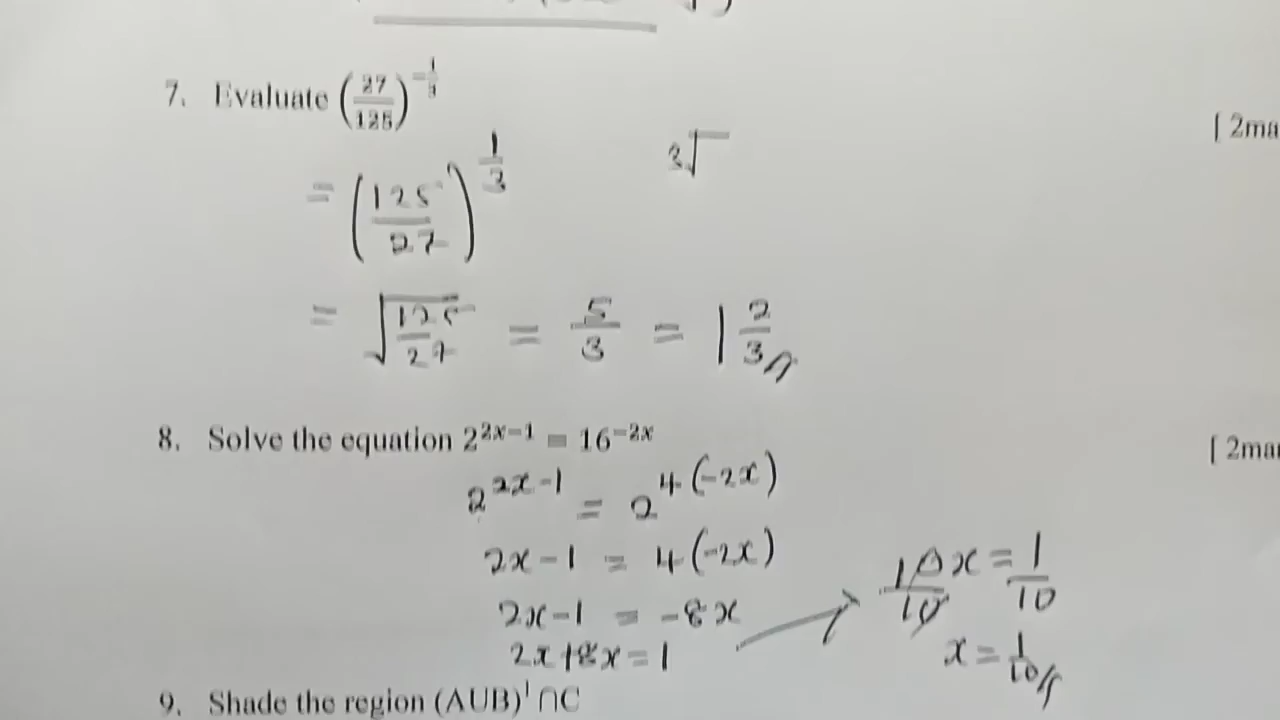 7. Evaluate (27/125)^(-1/3) [ 2ma
= (125/27)^(1/3) 3√
= √(125/27) = 5/3 = 1 2/3
8. Solve the equation 2^(2x-1) = 16^(-2x) [ 2mar
2^(2x-1) = 2^(4(-2x))
2x-1 = 4(-2x)
2x-1 = -8x
2x+8x = 1 → 10x/10 = 1/10
x = 1/10
9. Shade the region (AUB)^| ∩C